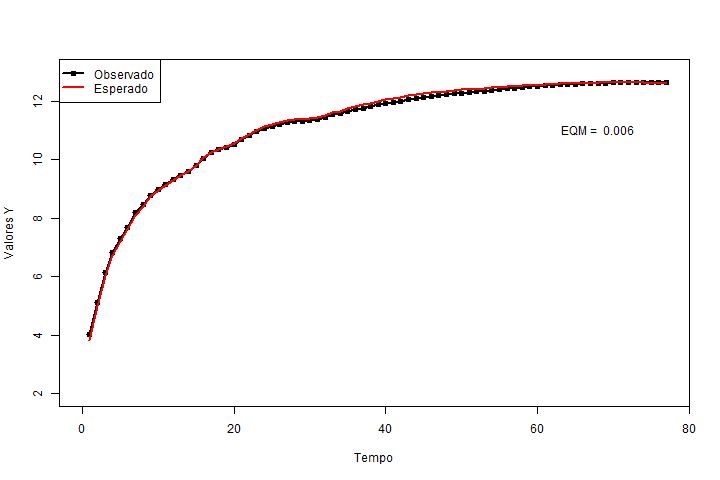 Observado
Esperado
EQM = 0.006
Valores Y
12
10
8
6
4
2
0 20 40 60 80
Tempo